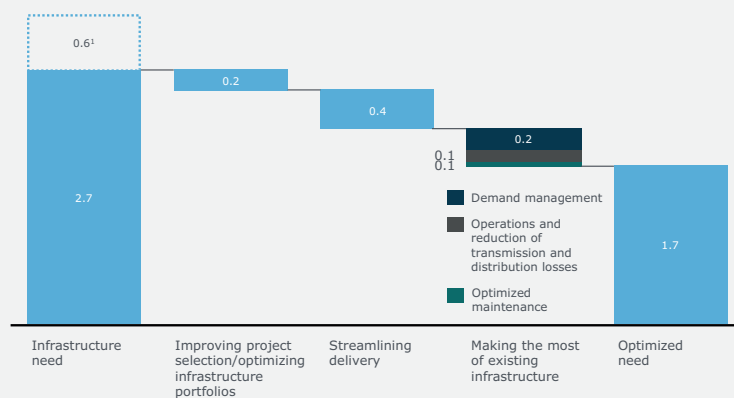 0.6¹
0.2
0.4
0.2
0.1
0.1
2.7
Demand management
Operations and
reduction of
transmission and
distribution losses
Optimized
maintenance
1.7
Infrastructure
need
Improving project
selection/optimizing
infrastructure
portfolios
Streamlining
delivery
Making the most
of existing
infrastructure
Optimized
need